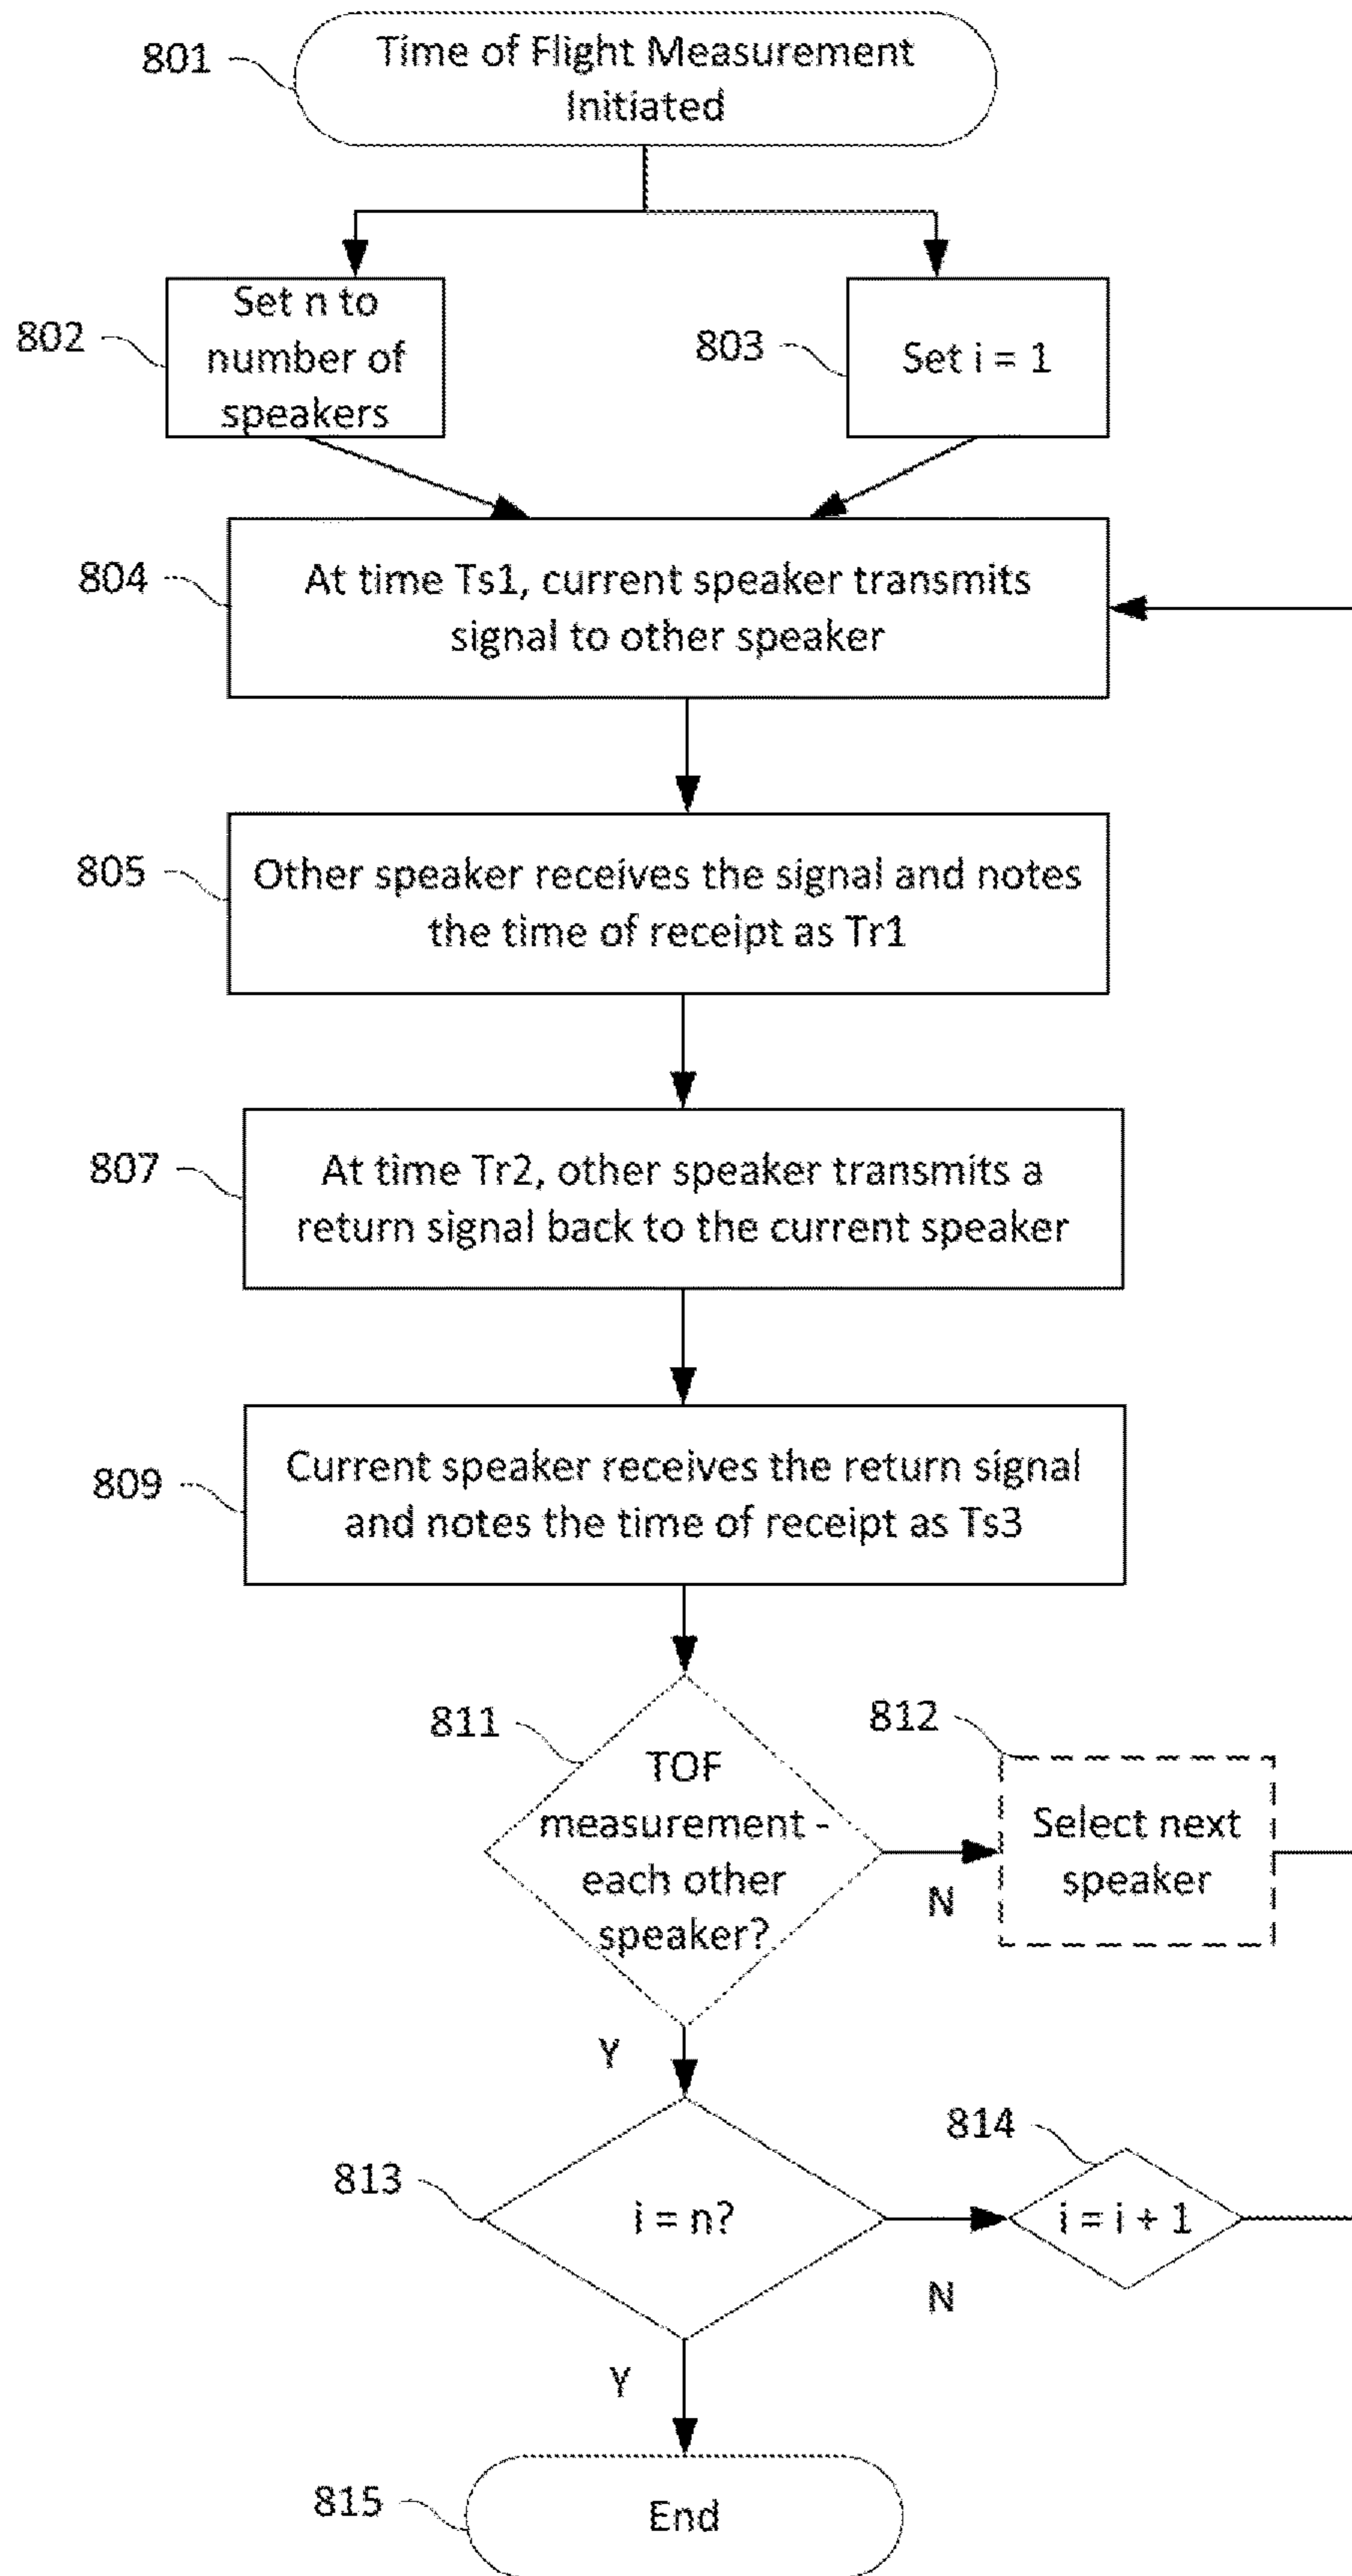 801
Time of Flight Measurement
Initiated
802
Set n to
number of
speakers
803
Set i = 1
804
At time Ts1, current speaker transmits
signal to other speaker
805
Other speaker receives the signal and notes
the time of receipt as Tr1
807
At time Tr2, other speaker transmits a
return signal back to the current speaker
809
Current speaker receives the return signal
and notes the time of receipt as Ts3
811
TOF
measurement -
each other
speaker?
N
812
Select next
speaker
Y
813
i = n?
N
814
i = i + 1
Y
815
End